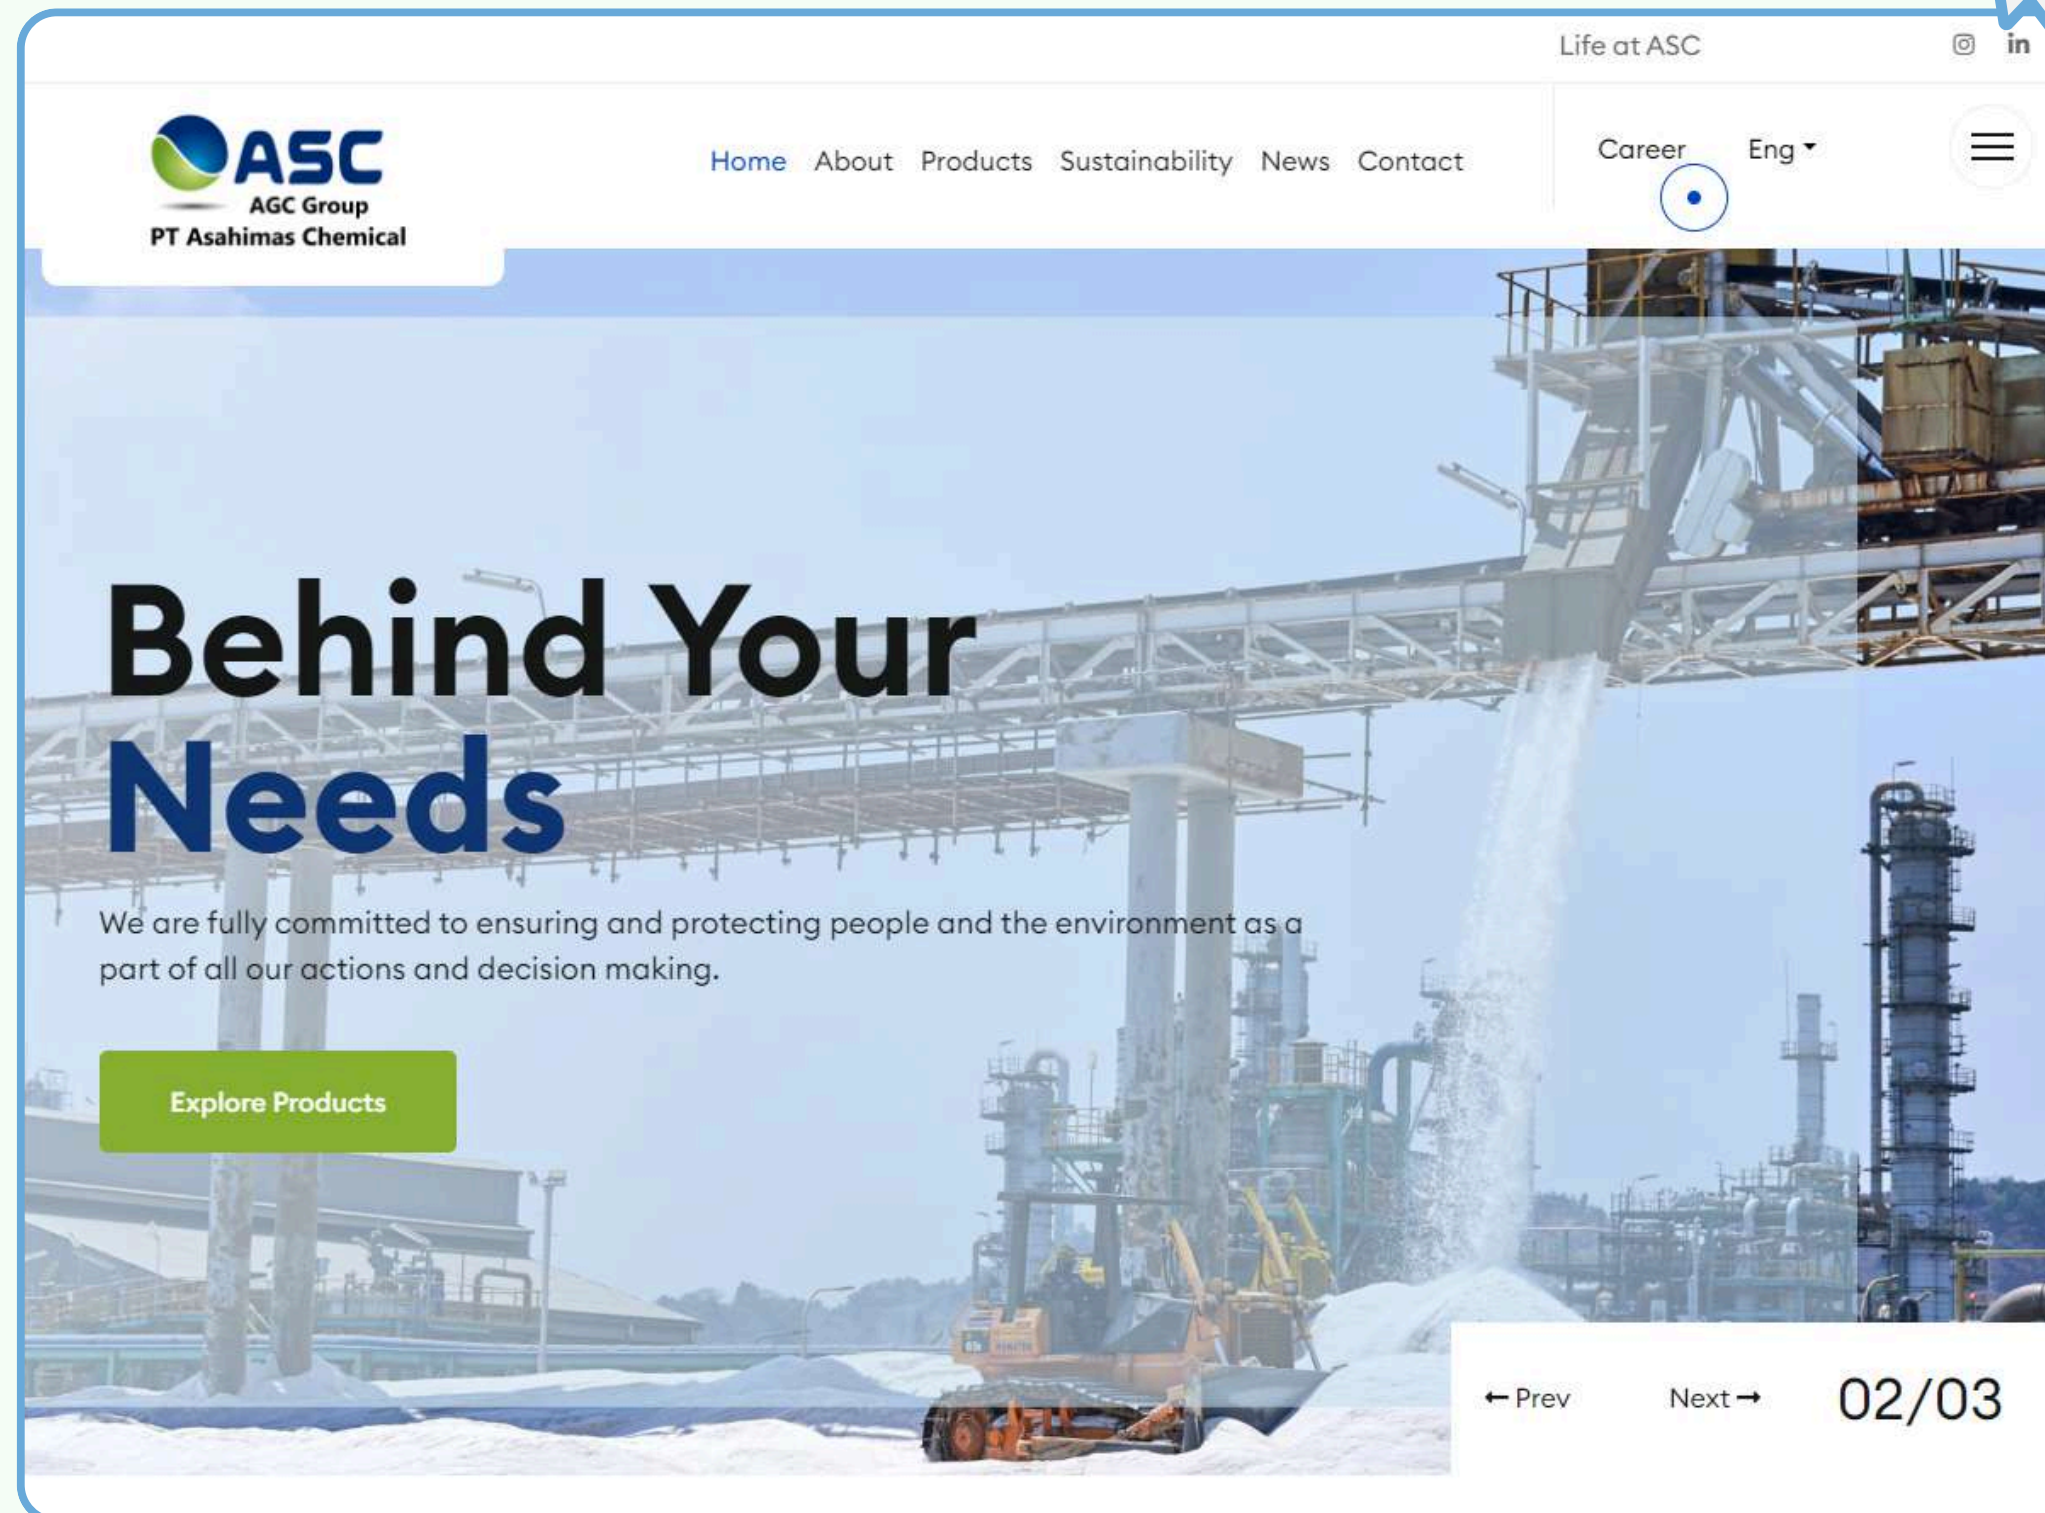 Life at ASC
in
ASC
AGC Group
PT Asahimas Chemical
Home About Products Sustainability News Contact
Career Eng
Behind Your
Needs
We are fully committed to ensuring and protecting people and the environment as a
part of all our actions and decision making.
Explore Products
← Prev Next → 02/03